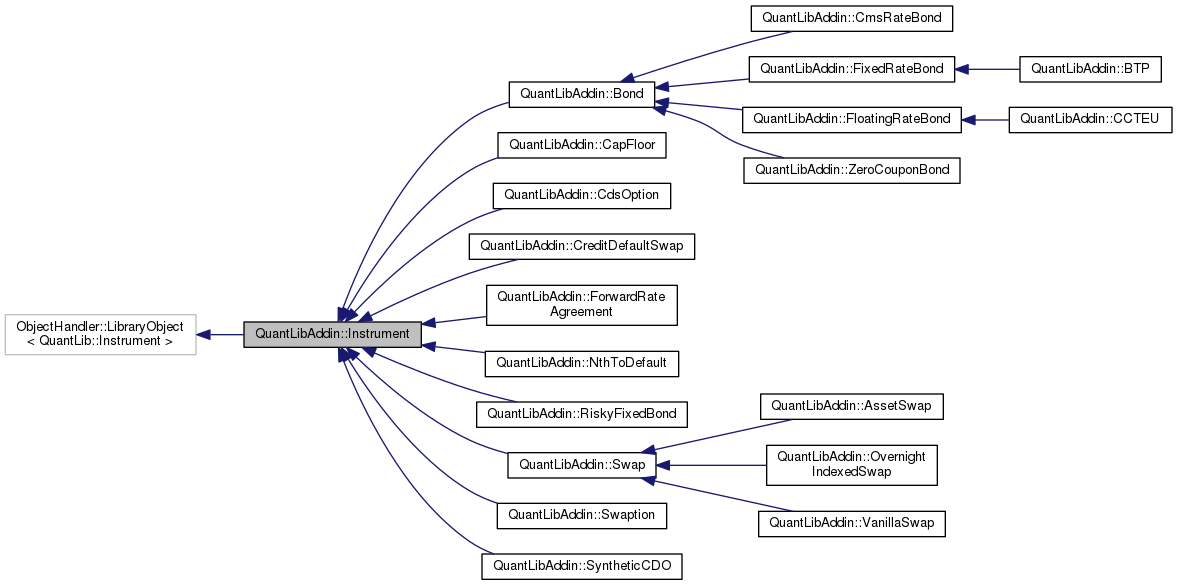 QuantLibAddin::CmsRateBond
QuantLibAddin::FixedRateBond
QuantLibAddin::BTP
QuantLibAddin::Bond
QuantLibAddin::FloatingRateBond
QuantLibAddin::CCTEU
QuantLibAddin::CapFloor
QuantLibAddin::ZeroCouponBond
QuantLibAddin::CdsOption
QuantLibAddin::CreditDefaultSwap
QuantLibAddin::ForwardRate
Agreement
ObjectHandler::LibraryObject
< QuantLib::Instrument >
QuantLibAddin::Instrument
QuantLibAddin::NthToDefault
QuantLibAddin::RiskyFixedBond
QuantLibAddin::AssetSwap
QuantLibAddin::Swap
QuantLibAddin::Overnight
IndexedSwap
QuantLibAddin::Swaption
QuantLibAddin::VanillaSwap
QuantLibAddin::SyntheticCDO